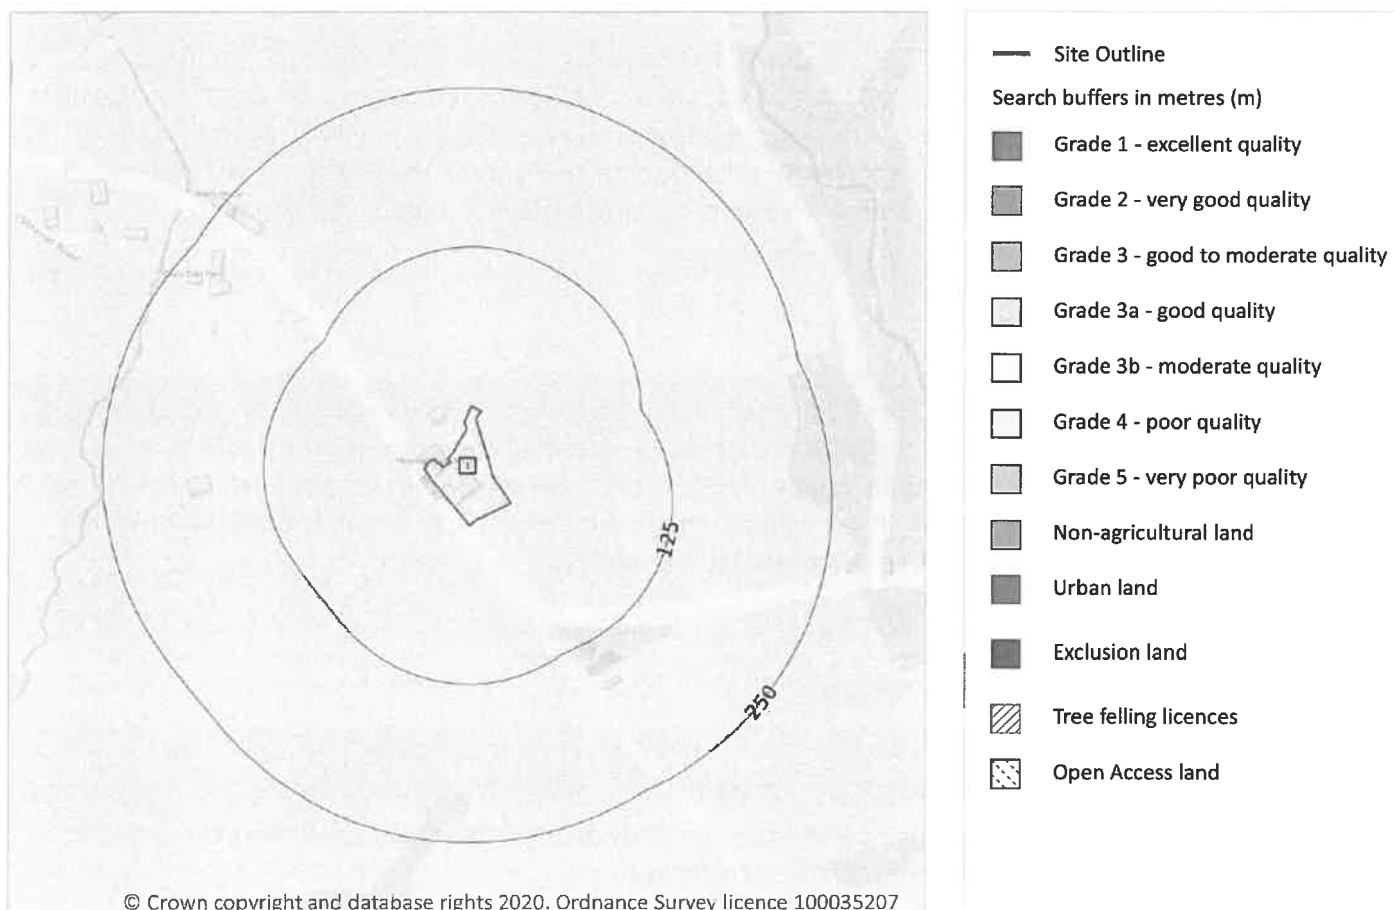 Site Outline
Search buffers in metres (m)
Grade 1 - excellent quality
Grade 2 - very good quality
Grade 3 - good to moderate quality
Grade 3a - good quality
Grade 3b - moderate quality
Grade 4 - poor quality
Grade 5 - very poor quality
Non-agricultural land
Urban land
Exclusion land
Tree felling licences
Open Access land
125
250
© Crown copyright and database rights 2020. Ordnance Survey licence 100035207